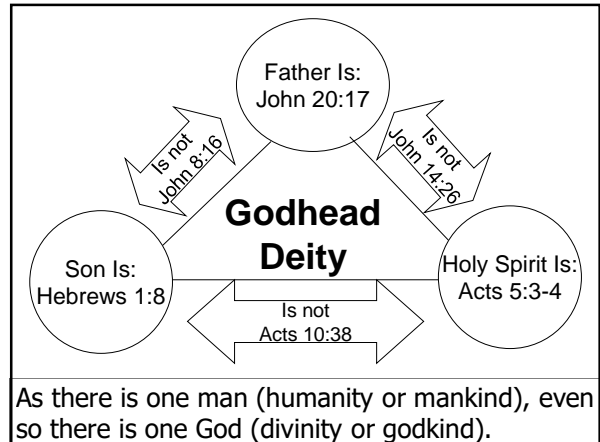 Father Is:
John 20:17
Is not
John 8:16
Is not
John 14:26
Godhead
Deity
Son Is:
Hebrews 1:8
Holy Spirit Is:
Acts 5:3-4
Is not
Acts 10:38
As there is one man (humanity or mankind), even
so there is one God (divinity or godkind).